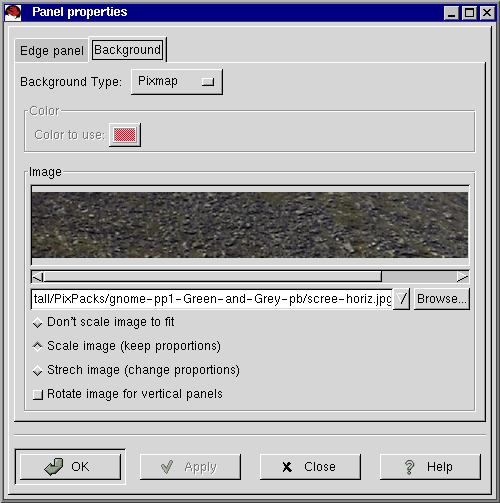 Panel properties
Edge panel Background
Background Type: Pixmap
Color
Color to use:
Image
tall/PixPacks/gnome-pp1-Green-and-Grey-pb/scree-horiz.jpg Browse...
Don't scale image to fit
Scale image (keep proportions)
Strech image (change proportions)
Rotate image for vertical panels
OK Apply Close Help